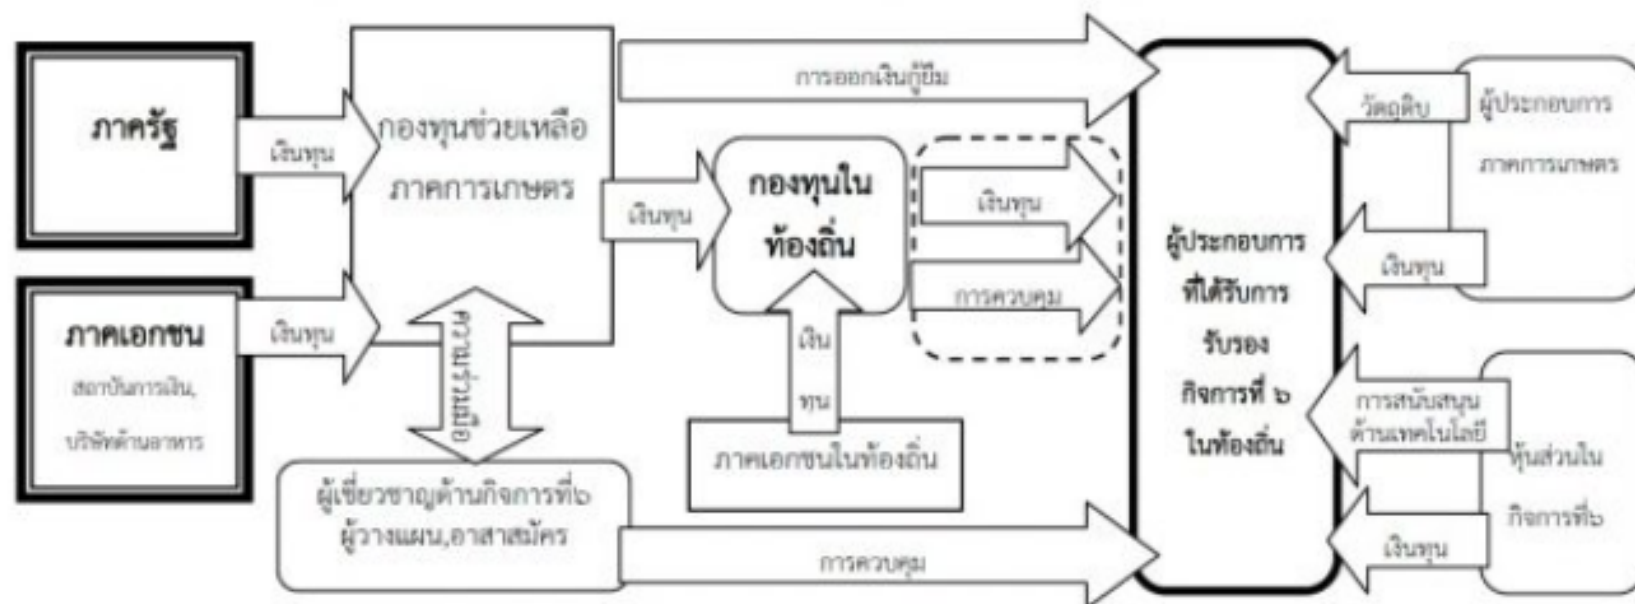 ภาครัฐ
เงินทุน
ภาคเอกชน
สถาบันการเงิน,
บริษัทด้านอาหาร
เงินทุน
กองทุนช่วยเหลือ
ภาคการเกษตร
ความร่วมมือ
ผู้เชี่ยวชาญด้านกิจการที่๖
ผู้วางแผน,อาสาสมัคร
การออกเงินกู้ยืม
เงินทุน
กองทุนใน
ท้องถิ่น
เงินทุน
การควบคุม
เงิน
ทุน
ภาคเอกชนในท้องถิ่น
การควบคุม
ผู้ประกอบการ
ที่ได้รับการ
รับรอง
กิจการที่ ๖
ในท้องถิ่น
วัตถุดิบ
ผู้ประกอบการ
ภาคการเกษตร
เงินทุน
การสนับสนุน
ด้านเทคโนโลยี
หุ้นส่วนใน
กิจการที่๖
เงินทุน